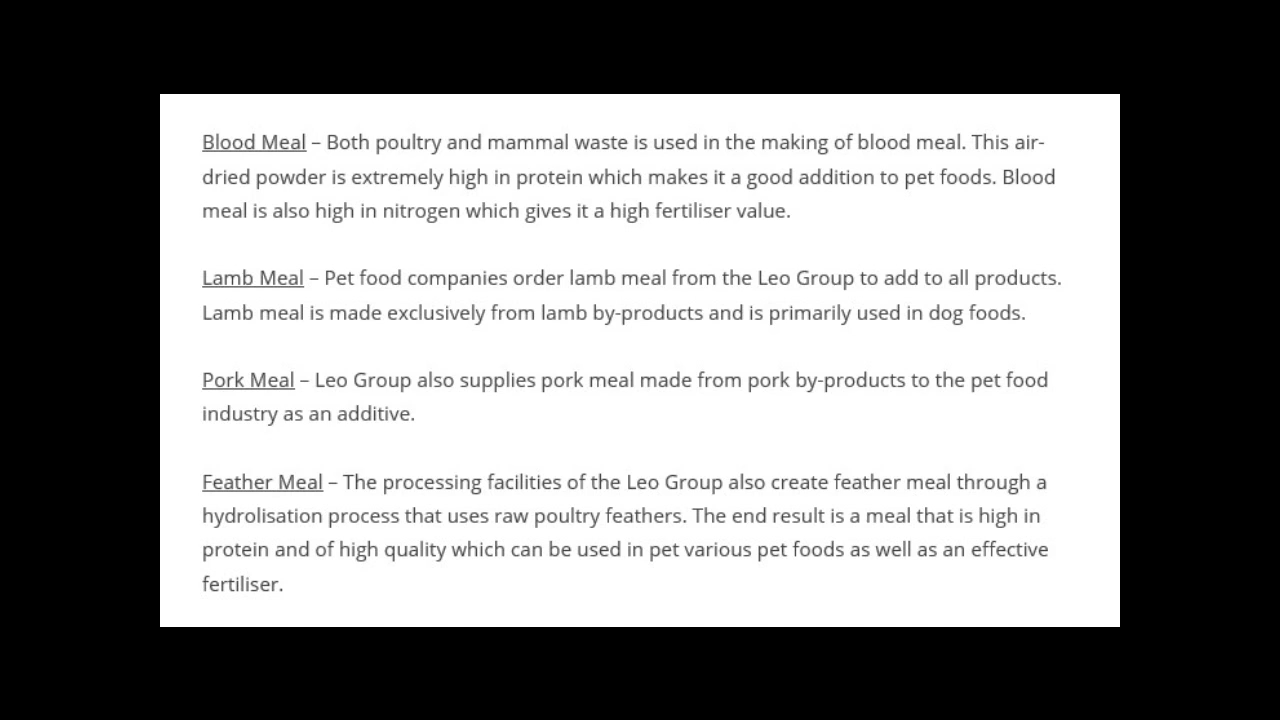 Blood Meal – Both poultry and mammal waste is used in the making of blood meal. This air-
dried powder is extremely high in protein which makes it a good addition to pet foods. Blood
meal is also high in nitrogen which gives it a high fertiliser value.
Lamb Meal – Pet food companies order lamb meal from the Leo Group to add to all products.
Lamb meal is made exclusively from lamb by-products and is primarily used in dog foods.
Pork Meal – Leo Group also supplies pork meal made from pork by-products to the pet food
industry as an additive.
Feather Meal – The processing facilities of the Leo Group also create feather meal through a
hydrolisation process that uses raw poultry feathers. The end result is a meal that is high in
protein and of high quality which can be used in pet various pet foods as well as an effective
fertiliser.